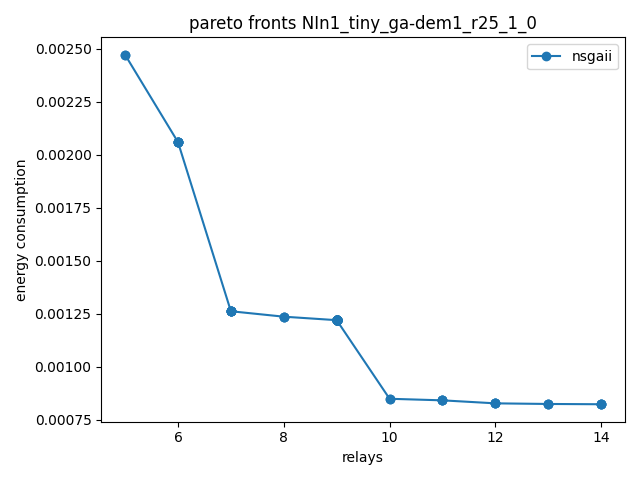 pareto fronts NIn1_tiny_ga-dem1_r25_1_0
nsgaii
0.00250
0.00225
0.00200
0.00175
0.00150
0.00125
0.00100
0.00075
energy consumption
6 8 10 12 14
relays